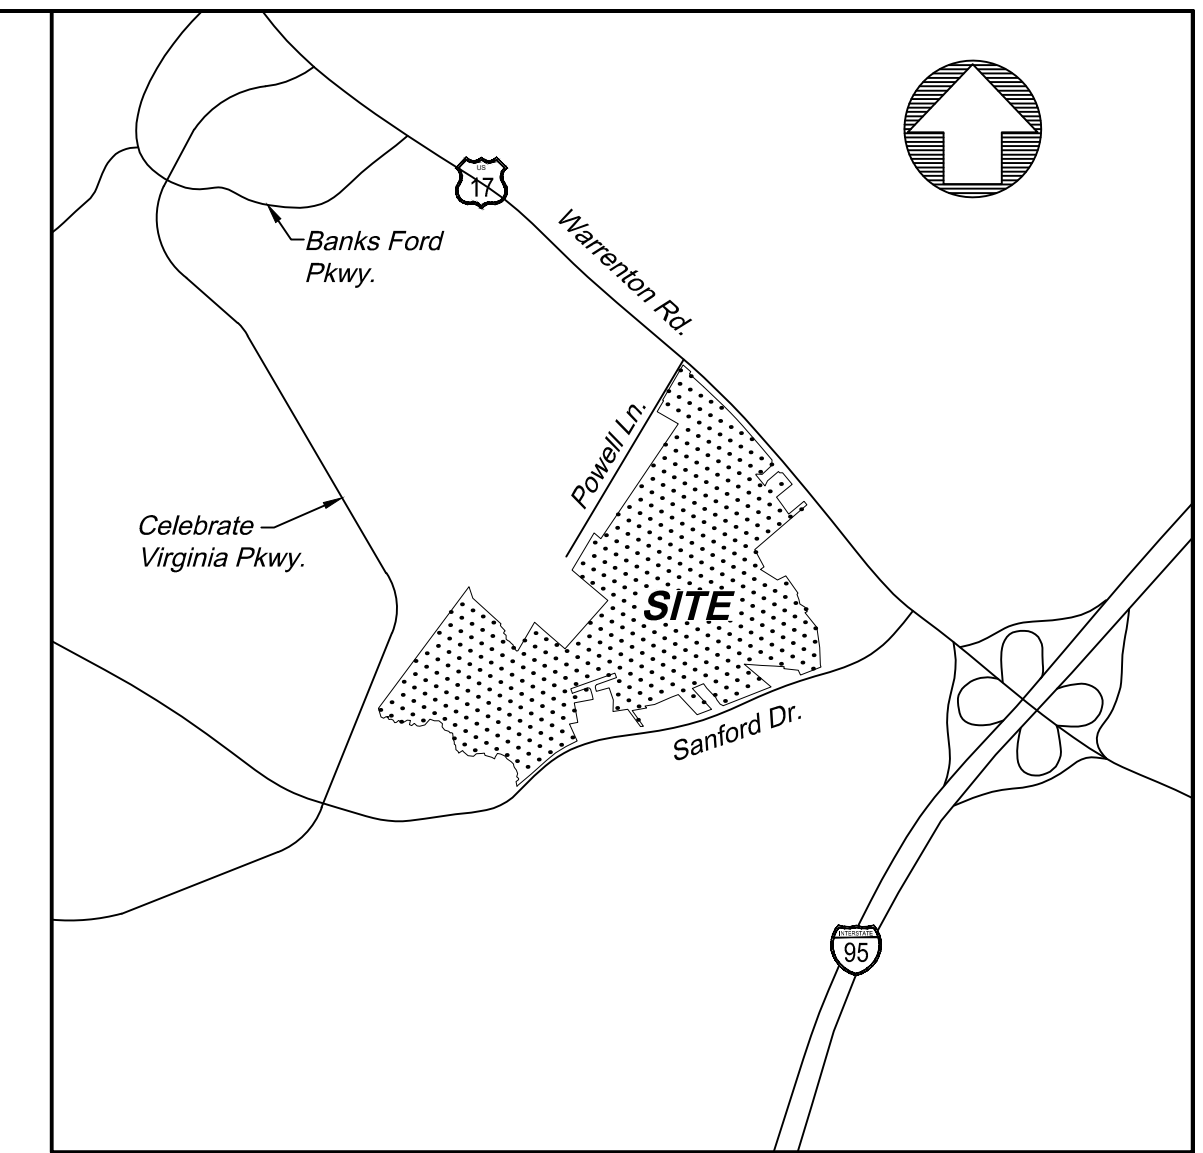 US
17
Warrenton Rd.
Banks Ford
Pkwy.
Powell Ln.
Celebrate
Virginia Pkwy.
SITE
Sanford Dr.
INTERSTATE
95